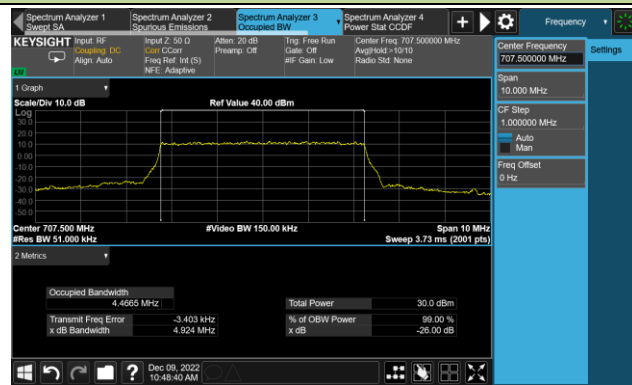 Spectrum Analyzer 1
Swept SA
Spectrum Analyzer 2
Spurious Emissions
Spectrum Analyzer 3
Occupied BW
Spectrum Analyzer 4
Power Stat CCDF
Frequency
KEYSIGHT
Input: RF
Coupling: DC
Align: Auto
Input Z: 50 Ω
Corr CCorr
Freq Ref: Int (S)
NFE: Adaptive
Atten: 20 dB
Preamp: Off
Trig: Free Run
Gate: Off
#IF Gain: Low
Center Freq: 707.500000 MHz
Avg|Hold:>10/10
Radio Std: None
Center Frequency
707.500000 MHz
Settings
Span
10.000 MHz
CF Step
1.000000 MHz
Auto
Man
Freq Offset
0 Hz
1 Graph
Scale/Div 10.0 dB
Ref Value 40.00 dBm
Log
30.0
20.0
10.0
0.00
-10.0
-20.0
-30.0
-40.0
-50.0
Center 707.500 MHz
#Video BW 150.00 kHz
Span 10 MHz
#Res BW 51.000 kHz
Sweep 3.73 ms (2001 pts)
2 Metrics
Occupied Bandwidth
4.4665 MHz
Total Power 30.0 dBm
Transmit Freq Error -3.403 kHz
% of OBW Power 99.00 %
x dB Bandwidth 4.924 MHz
x dB -26.00 dB
?
Dec 09, 2022
10:48:40 AM